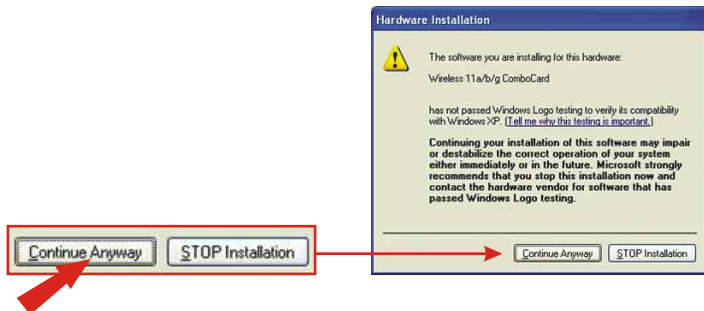 Hardware Installation
The software you are installing for this hardware:
Wireless 11a/b/g ComboCard
has not passed Windows Logo testing to verify its compatibility
with Windows XP. (Tell me why this testing is important.)
Continuing your installation of this software may impair
or destabilize the correct operation of your system
either immediately or in the future. Microsoft strongly
recommends that you stop this installation now and
contact the hardware vendor for software that has
passed Windows Logo testing.
Continue Anyway STOP Installation
Continue Anyway STOP Installation